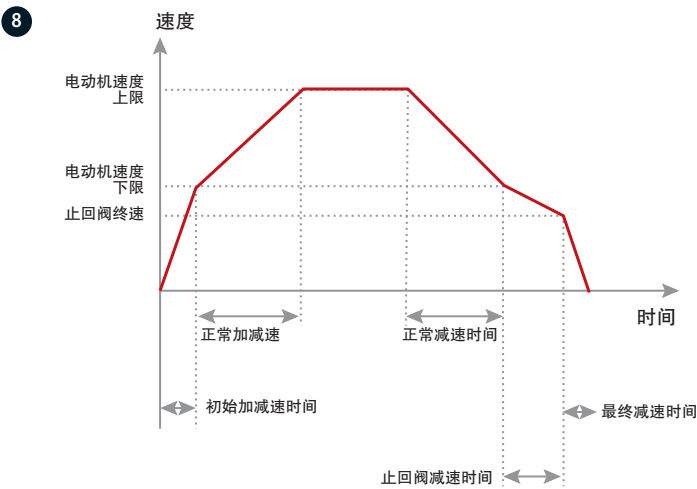 8
速度
电动机速度
上限
电动机速度
下限
止回阀终速
时间
正常加减速
正常减速时间
初始加减速时间
最终减速时间
止回阀减速时间